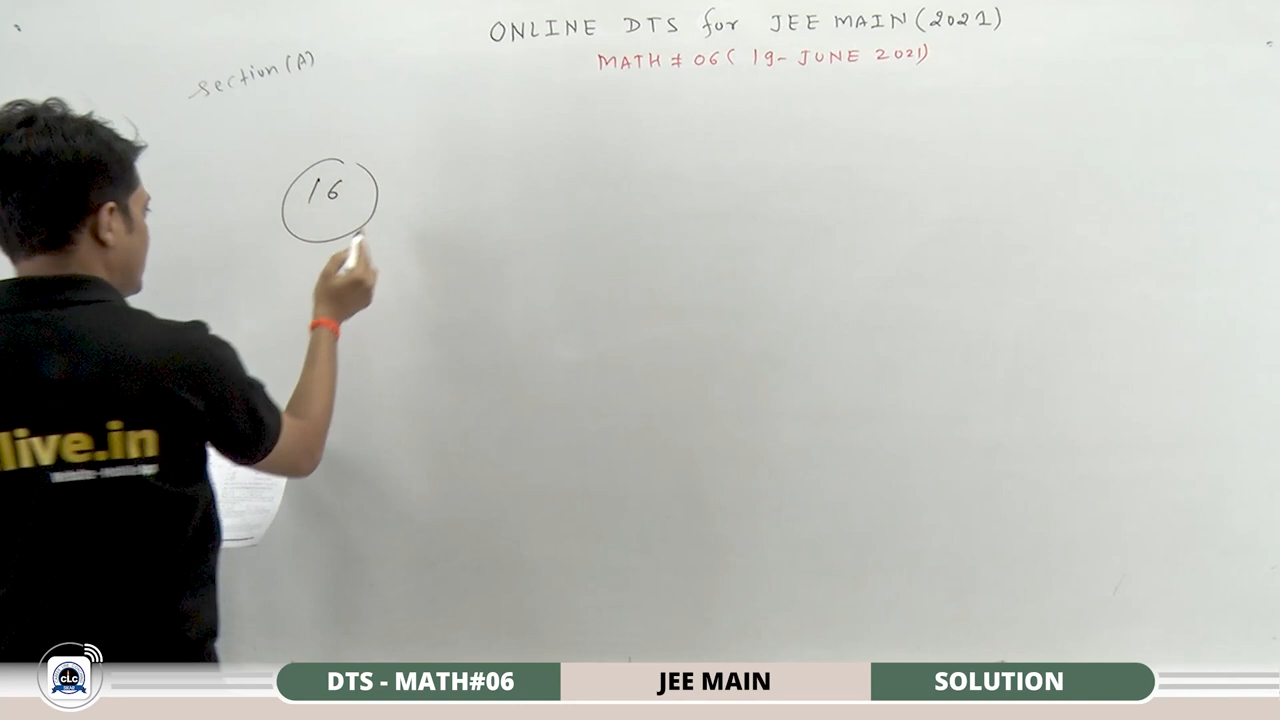 ONLINE DTS for JEE MAIN (2021)
MATH # 06 ( 19- JUNE 2021)
section (A)
16
live.in
CLC
DTS - MATH#06 JEE MAIN SOLUTION